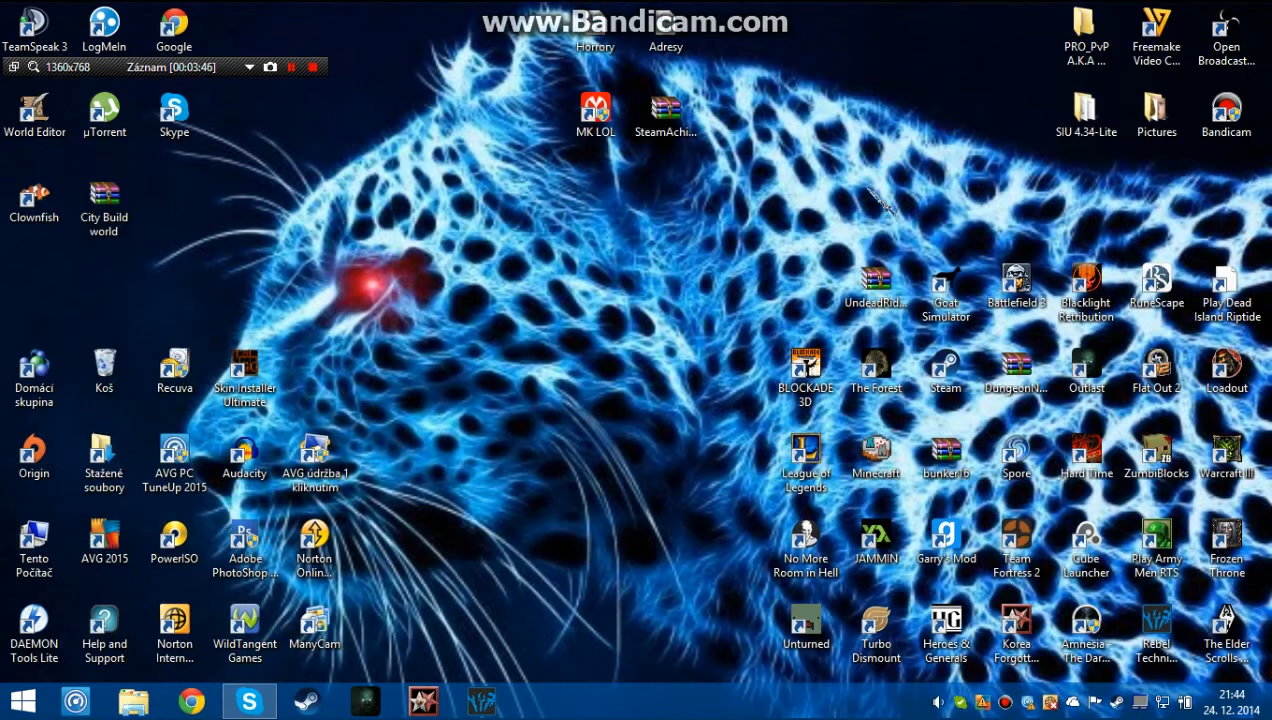 www.Bandicam.com
TeamSpeak 3
LogMeIn
Google
Horrory
Adresy
PRO_PvP
A.K.A ...
Freemake
Video C...
Open
Broadcast...
1360x768
Záznam [00:03:46]
World Editor
µTorrent
Skype
MK LOL
SteamAchi...
SIU 4.34-Lite
Pictures
Bandicam
Clownfish
City Build
world
UndeadRid...
Goat
Simulator
Battlefield 3
Blacklight
Retribution
RuneScape
Play Dead
Island Riptide
Domácí
skupina
Koš
Recuva
Skin Installer
Ultimate
BLOCKADE
3D
The Forest
Steam
DungeonN...
Outlast
Flat Out 2
Loadout
Origin
Stažené
soubory
AVG PC
TuneUp 2015
Audacity
AVG údržba 1
kliknutím
League of
Legends
Minecraft
bunker16
Spore
Hard Time
ZumbiBlocks
Warcraft III
Tento
Počítač
AVG 2015
PowerISO
Adobe
PhotoShop ...
Norton
Onlin...
No More
Room in Hell
JAMMIN
Garry's Mod
Team
Fortress 2
Cube
Launcher
Play Army
Men RTS
Frozen
Throne
DAEMON
Tools Lite
Help and
Support
Norton
Intern...
WildTangent
Games
ManyCam
Unturned
Turbo
Dismount
Heroes &
Generals
Korea
Forgott...
Amnesia -
The Dar...
Rebel
Techni...
The Elder
Scrolls ...
21:44
24. 12. 2014